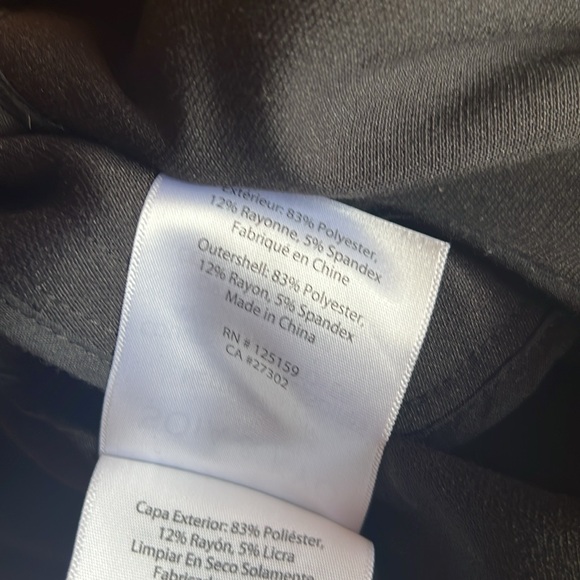 Extérieur: 83% Polyester,
12% Rayonne, 5% Spandex
Fabriqué en Chine
Outershell: 83% Polyester,
12% Rayon, 5% Spandex
Made in China
RN # 125159
CA #27302
Capa Exterior: 83% Poliéster,
12% Rayón, 5% Licra
Limpiar En Seco Solamente